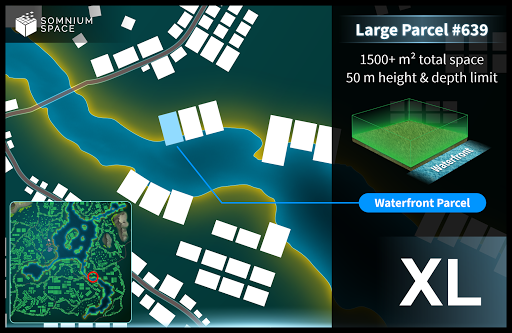 SOMNIUM
SPACE
Large Parcel #639
1500+ m² total space
50 m height & depth limit
Waterfront
Waterfront Parcel
XL